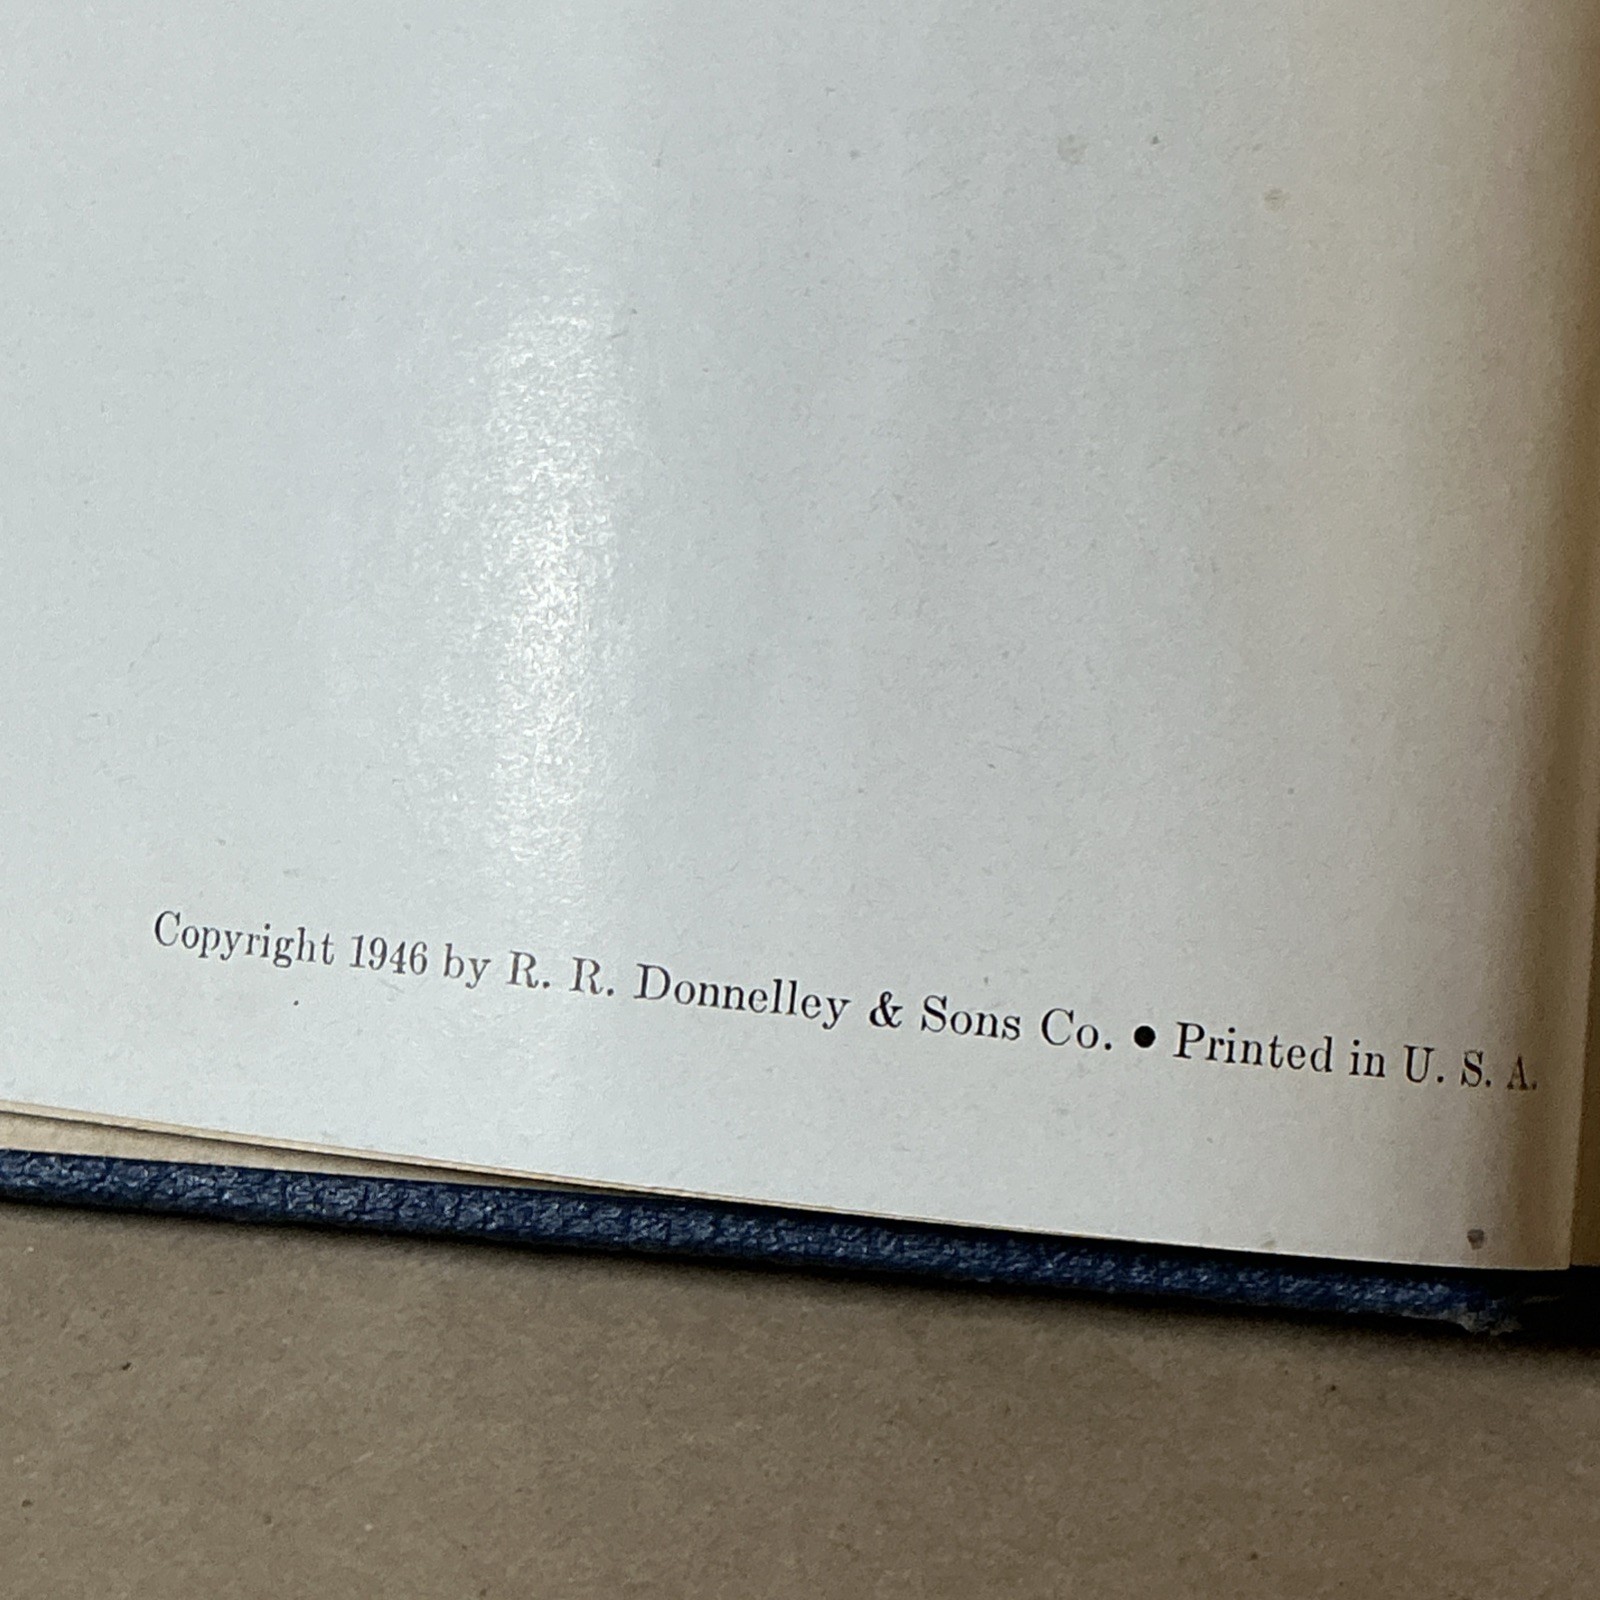 Copyright 1946 by R. R. Donnelley & Sons Co. ● Printed in U. S. A.